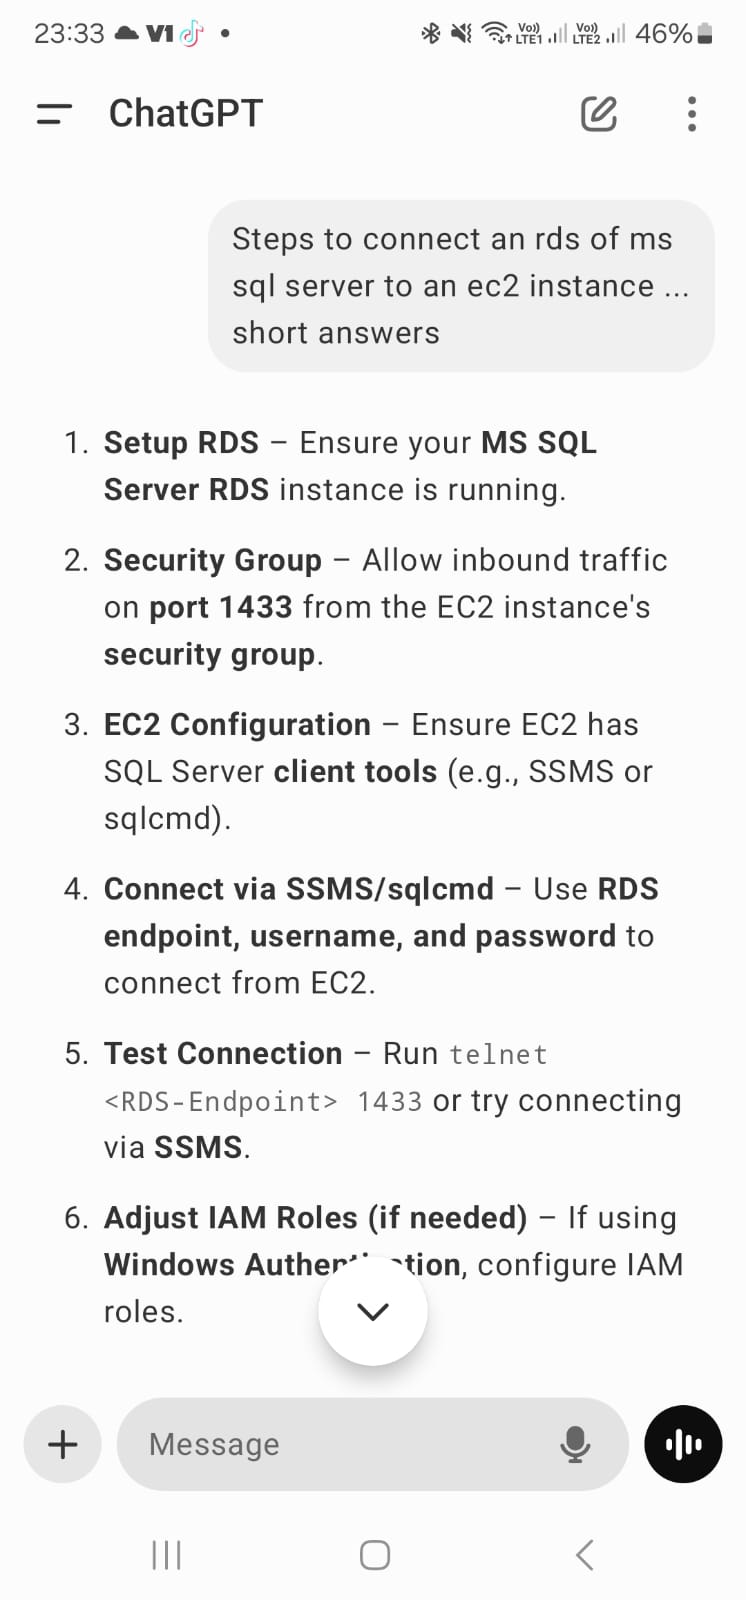 23:33 V1 Vo)) LTE1 Vo)) LTE2 46%
ChatGPT
Steps to connect an rds of ms
sql server to an ec2 instance ...
short answers
1. Setup RDS – Ensure your MS SQL
Server RDS instance is running.
2. Security Group – Allow inbound traffic
on port 1433 from the EC2 instance's
security group.
3. EC2 Configuration – Ensure EC2 has
SQL Server client tools (e.g., SSMS or
sqlcmd).
4. Connect via SSMS/sqlcmd – Use RDS
endpoint, username, and password to
connect from EC2.
5. Test Connection – Run telnet
<RDS-Endpoint> 1433 or try connecting
via SSMS.
6. Adjust IAM Roles (if needed) – If using
Windows Authentication, configure IAM
roles.
Message